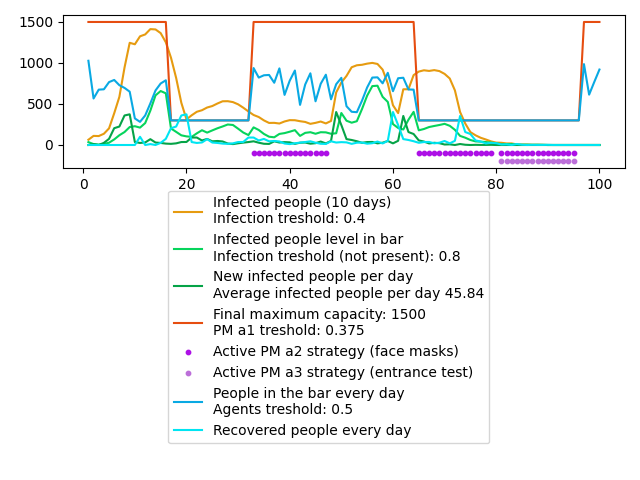 1500
1000
500
0
0 20 40 60 80 100
Infected people (10 days)
Infection treshold: 0.4
Infected people level in bar
Infection treshold (not present): 0.8
New infected people per day
Average infected people per day 45.84
Final maximum capacity: 1500
PM a1 treshold: 0.375
Active PM a2 strategy (face masks)
Active PM a3 strategy (entrance test)
People in the bar every day
Agents treshold: 0.5
Recovered people every day